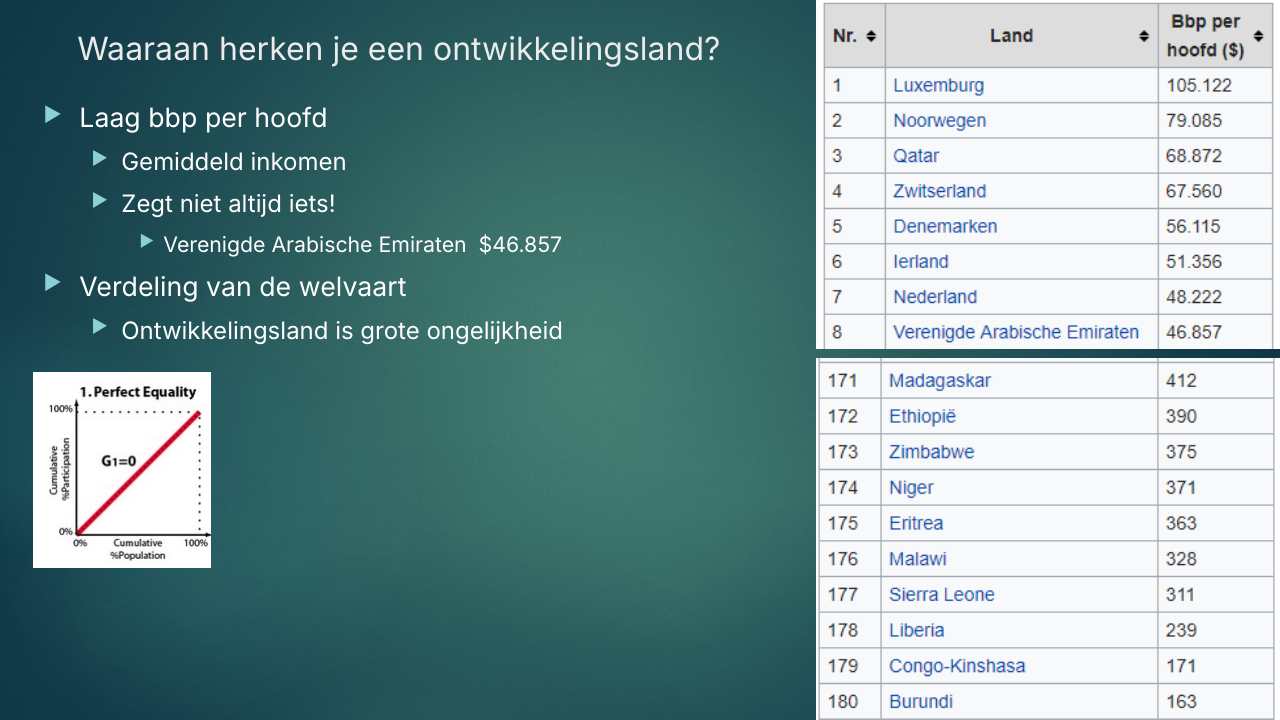 Waaraan herken je een ontwikkelingsland?
Laag bbp per hoofd
Gemiddeld inkomen
Zegt niet altijd iets!
Verenigde Arabische Emiraten $46.857
Verdeling van de welvaart
Ontwikkelingsland is grote ongelijkheid
1. Perfect Equality
100%
Cumulative
%Participation
G1=0
0%
0% Cumulative 100%
%Population
Nr. Land Bbp per
hoofd ($)
1 Luxemburg 105.122
2 Noorwegen 79.085
3 Qatar 68.872
4 Zwitserland 67.560
5 Denemarken 56.115
6 Ierland 51.356
7 Nederland 48.222
8 Verenigde Arabische Emiraten 46.857
171 Madagaskar 412
172 Ethiopië 390
173 Zimbabwe 375
174 Niger 371
175 Eritrea 363
176 Malawi 328
177 Sierra Leone 311
178 Liberia 239
179 Congo-Kinshasa 171
180 Burundi 163